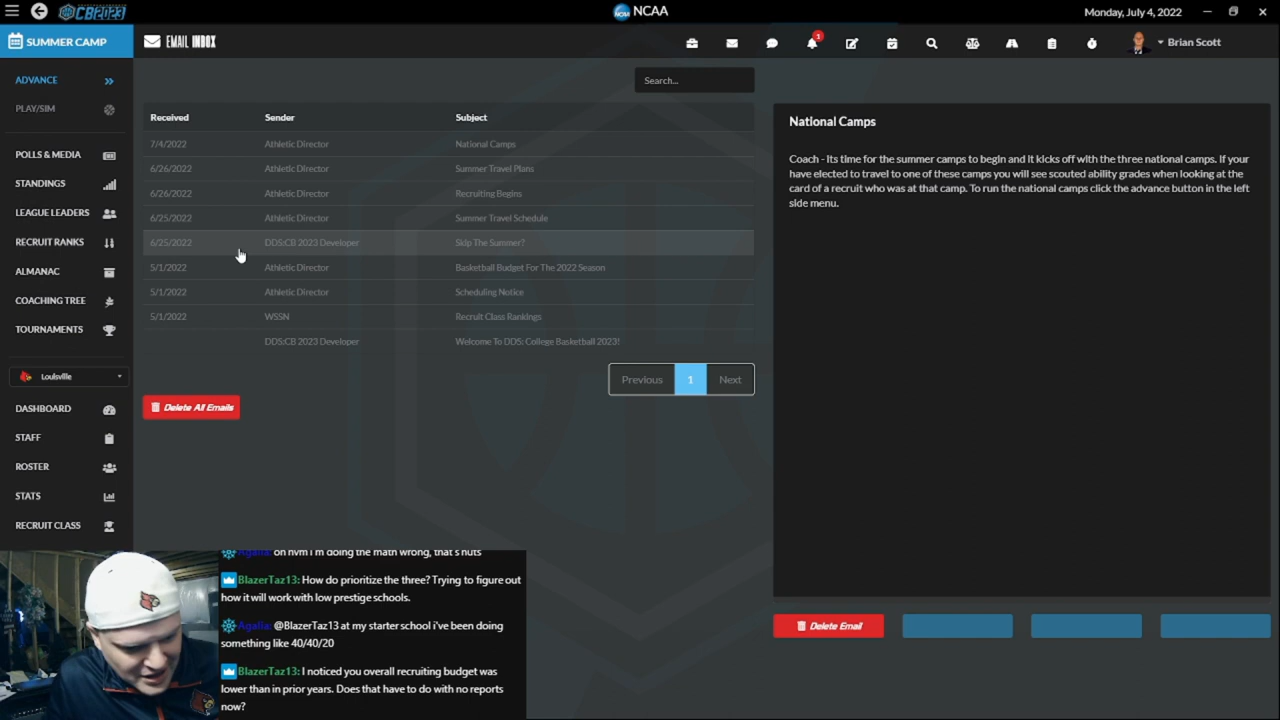 CB2023
NCAA
NCAA
Monday, July 4, 2022
SUMMER CAMP
EMAIL INBOX
1
Brian Scott
ADVANCE
PLAY/SIM
POLLS & MEDIA
STANDINGS
LEAGUE LEADERS
RECRUIT RANKS
ALMANAC
COACHING TREE
TOURNAMENTS
Louisville
DASHBOARD
STAFF
ROSTER
STATS
RECRUIT CLASS
Search...
Received Sender Subject
7/4/2022 Athletic Director National Camps
6/26/2022 Athletic Director Summer Travel Plans
6/26/2022 Athletic Director Recruiting Begins
6/25/2022 Athletic Director Summer Travel Schedule
6/25/2022 DDS:CB 2023 Developer Skip The Summer?
5/1/2022 Athletic Director Basketball Budget For The 2022 Season
5/1/2022 Athletic Director Scheduling Notice
5/1/2022 WSSN Recruit Class Rankings
DDS:CB 2023 Developer Welcome To DDS: College Basketball 2023!
Previous 1 Next
Delete All Emails
National Camps
Coach - Its time for the summer camps to begin and it kicks off with the three national camps. If your
have elected to travel to one of these camps you will see scouted ability grades when looking at the
card of a recruit who was at that camp. To run the national camps click the advance button in the left
side menu.
Delete Email
Agalia: oh nvm i'm doing the math wrong, that's nuts
BlazerTaz13: How do prioritize the three? Trying to figure out
how it will work with low prestige schools.
Agalia: @BlazerTaz13 at my starter school i've been doing
something like 40/40/20
BlazerTaz13: I noticed you overall recruiting budget was
lower than in prior years. Does that have to do with no reports
now?